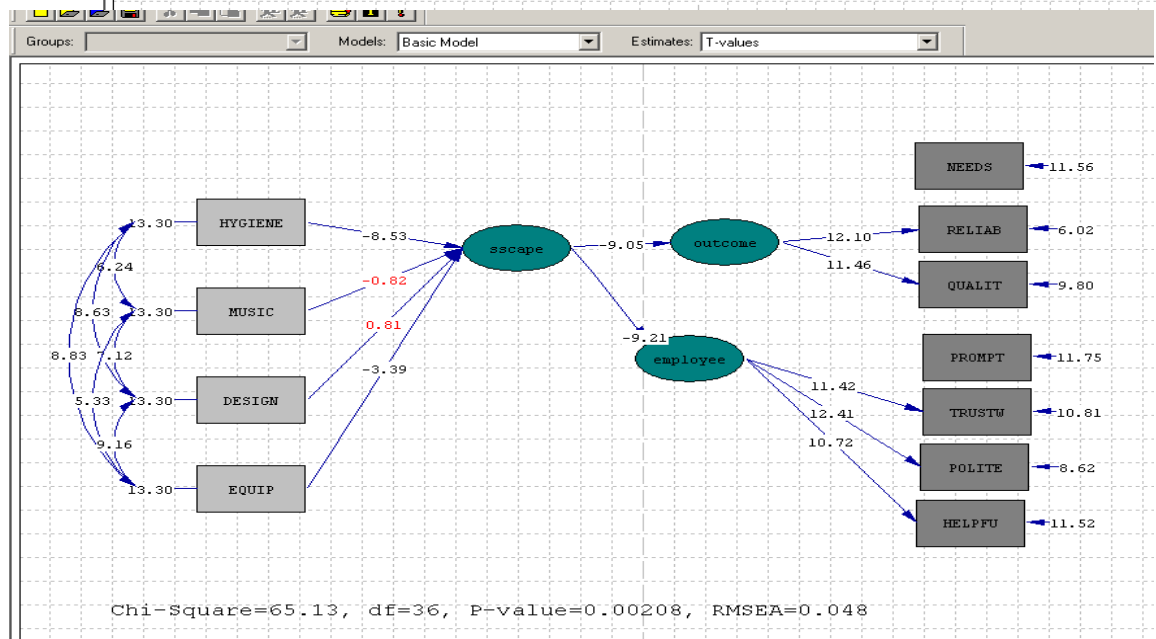 Groups: Models: Basic Model Estimates: T-values
NEEDS 11.56
13.30 HYGIENE -8.53 sscape -9.05 outcome 12.10 RELIAB 6.02
6.24 11.46 QUALIT 9.80
8.63 13.30 MUSIC -0.82
0.81
8.83 7.12 -3.39 -9.21 employee PROMPT 11.75
5.33 13.30 DESIGN 11.42 TRUSTW 10.81
12.41
9.16 10.72 POLITE 8.62
13.30 EQUIP
HELPFU 11.52
Chi-Square=65.13, df=36, P-value=0.00208, RMSEA=0.048